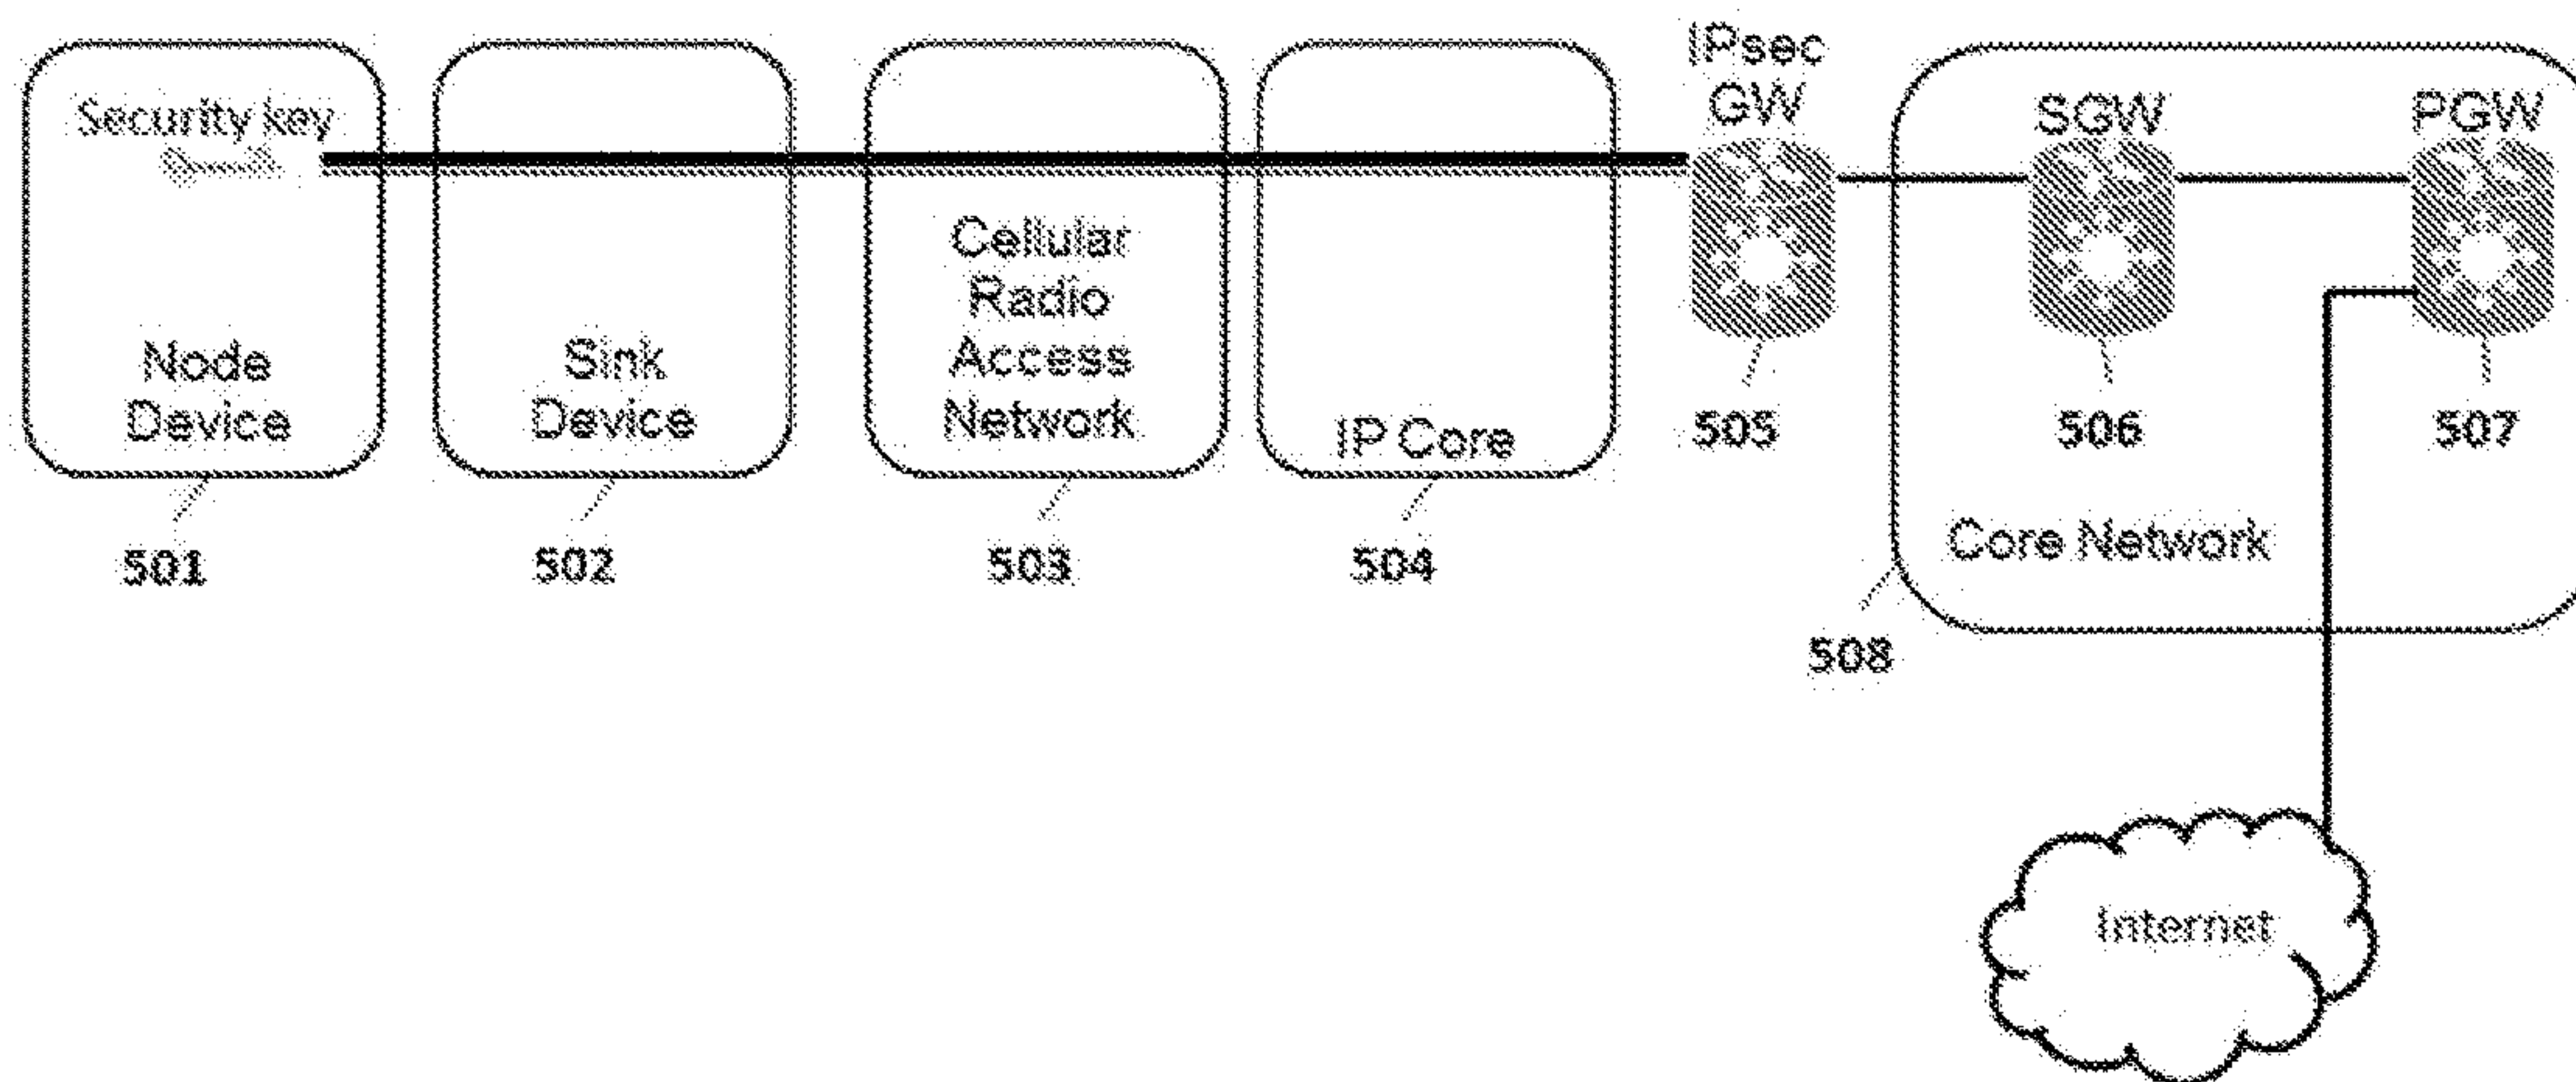 Security key
Node
Device
501
Sink
Device
502
Cellular
Radio
Access
Network
503
IP Core
504
IPsec
GW
505
SGW
506
PGW
507
Core Network
508
Internet